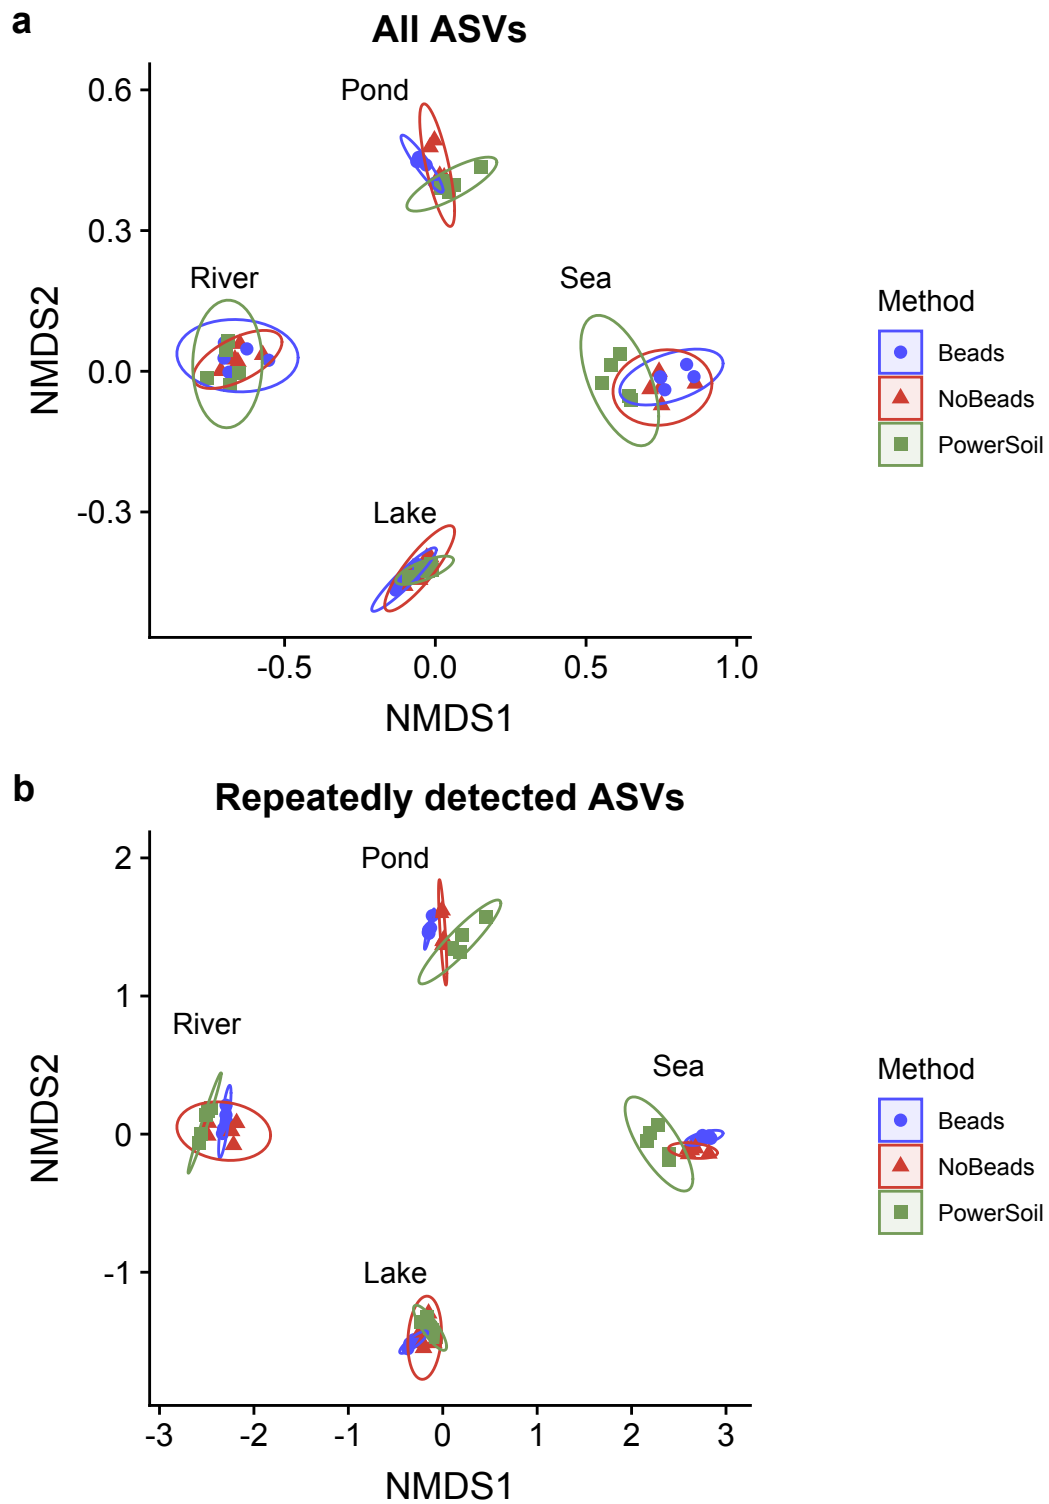 a
All ASVs
Pond
River
Sea
Lake
0.6
0.3
0.0
-0.3
NMDS2
-0.5 0.0 0.5 1.0
NMDS1
Method
Beads
NoBeads
PowerSoil
b
Repeatedly detected ASVs
Pond
River
Sea
Lake
2
1
0
-1
NMDS2
-3 -2 -1 0 1 2 3
NMDS1
Method
Beads
NoBeads
PowerSoil